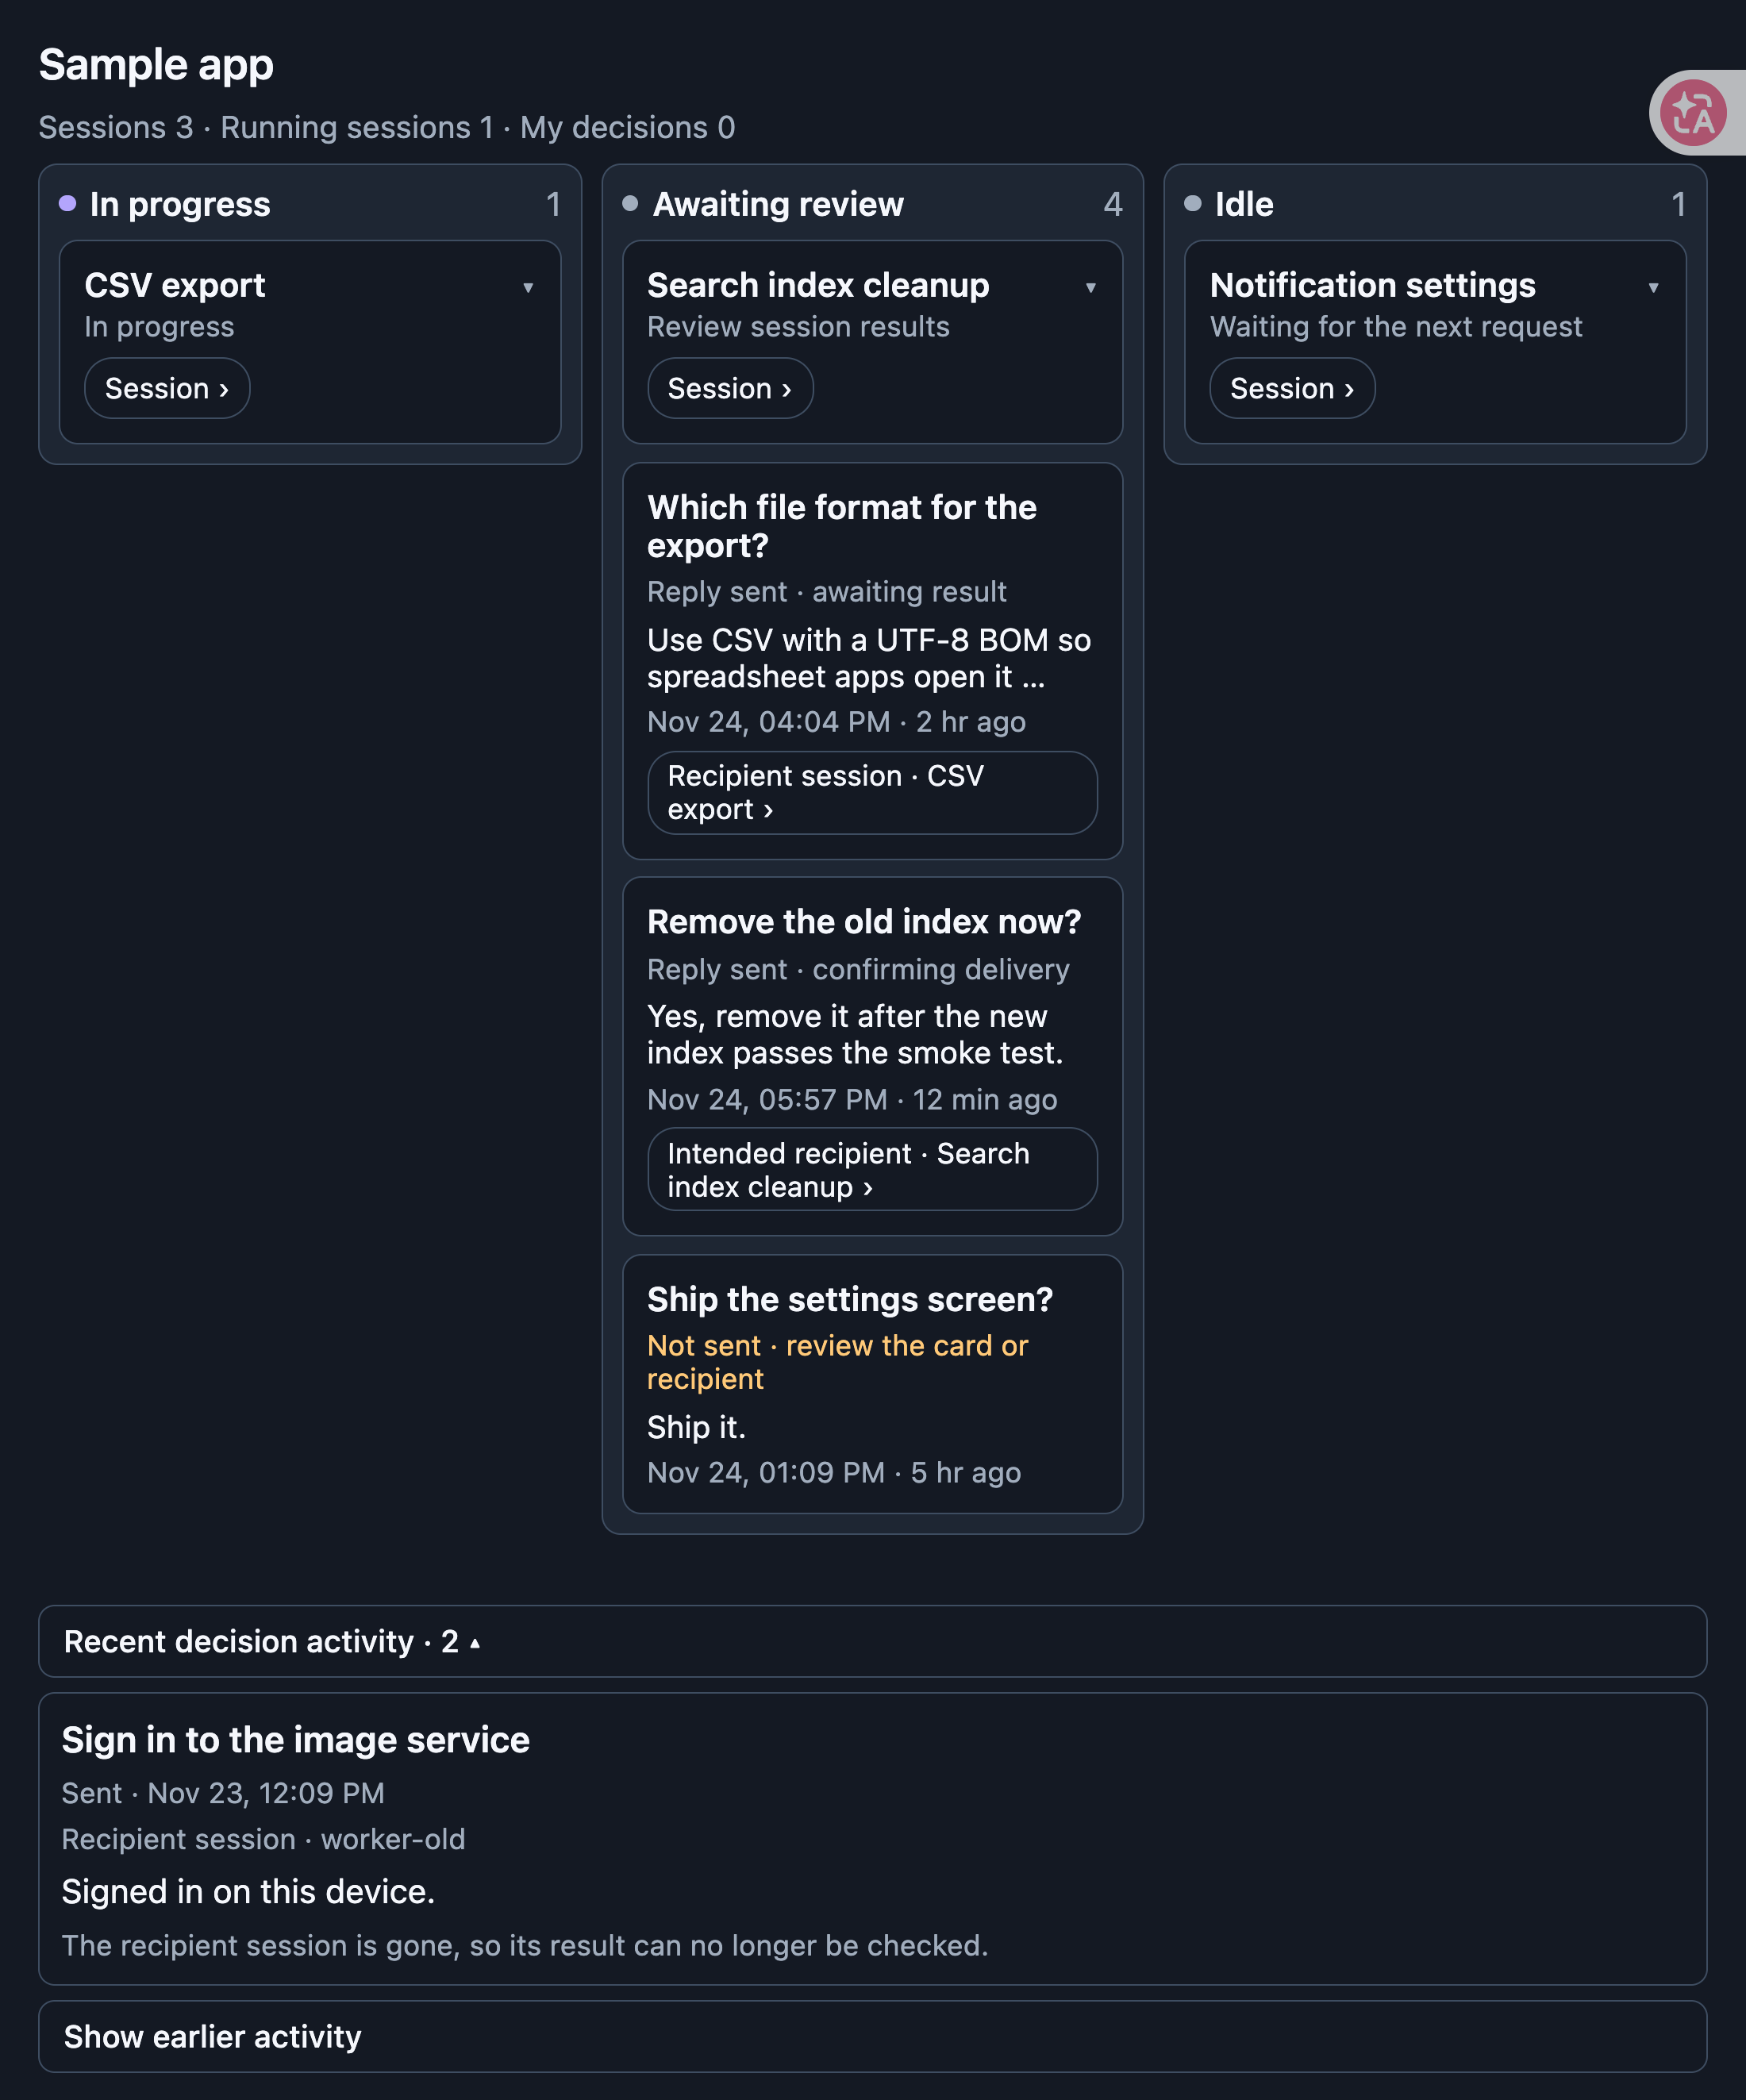 Sample app
Sessions 3 · Running sessions 1 · My decisions 0
In progress 1
CSV export ▾
In progress
Session ›
Awaiting review 4
Search index cleanup ▾
Review session results
Session ›
Which file format for the
export?
Reply sent · awaiting result
Use CSV with a UTF-8 BOM so
spreadsheet apps open it ...
Nov 24, 04:04 PM · 2 hr ago
Recipient session · CSV
export ›
Remove the old index now?
Reply sent · confirming delivery
Yes, remove it after the new
index passes the smoke test.
Nov 24, 05:57 PM · 12 min ago
Intended recipient · Search
index cleanup ›
Ship the settings screen?
Not sent · review the card or
recipient
Ship it.
Nov 24, 01:09 PM · 5 hr ago
Idle 1
Notification settings ▾
Waiting for the next request
Session ›
Recent decision activity · 2 ▴
Sign in to the image service
Sent · Nov 23, 12:09 PM
Recipient session · worker-old
Signed in on this device.
The recipient session is gone, so its result can no longer be checked.
Show earlier activity